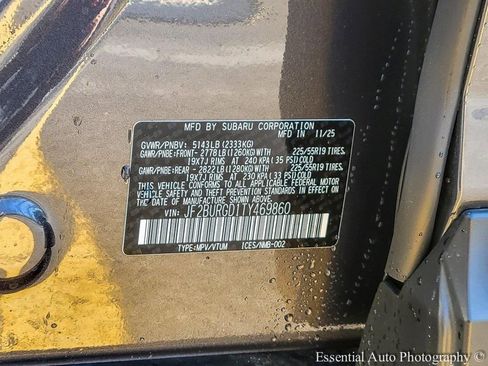 MFD BY SUBARU CORPORATION
MFD IN 11/25
GVWR/PNBV: 5143LB (2333KG)
GAWR/PNBE:FRONT- 2778LB(1260KG)WITH 225/55R19 TIRES.
19X7J RIMS AT 240 KPA(35 PSI)COLD
GAWR/PNBE:REAR - 2822LB(1280KG)WITH 225/55R19 TIRES.
19X7J RIMS AT 230 KPA(33 PSI)COLD
THIS VEHICLE CONFORMS TO ALL APPLICABLE FEDERAL MOTOR
VEHICLE SAFETY, BUMPER, AND THEFT PREVENTION STANDARDS
IN EFFECT ON THE DATE OF MANUFACTURE SHOWN ABOVE.
VIN: JF2BURGD1TY469860
TYPE:MPV/VTUM ICES/NMB-002
Essential Auto Photography ©